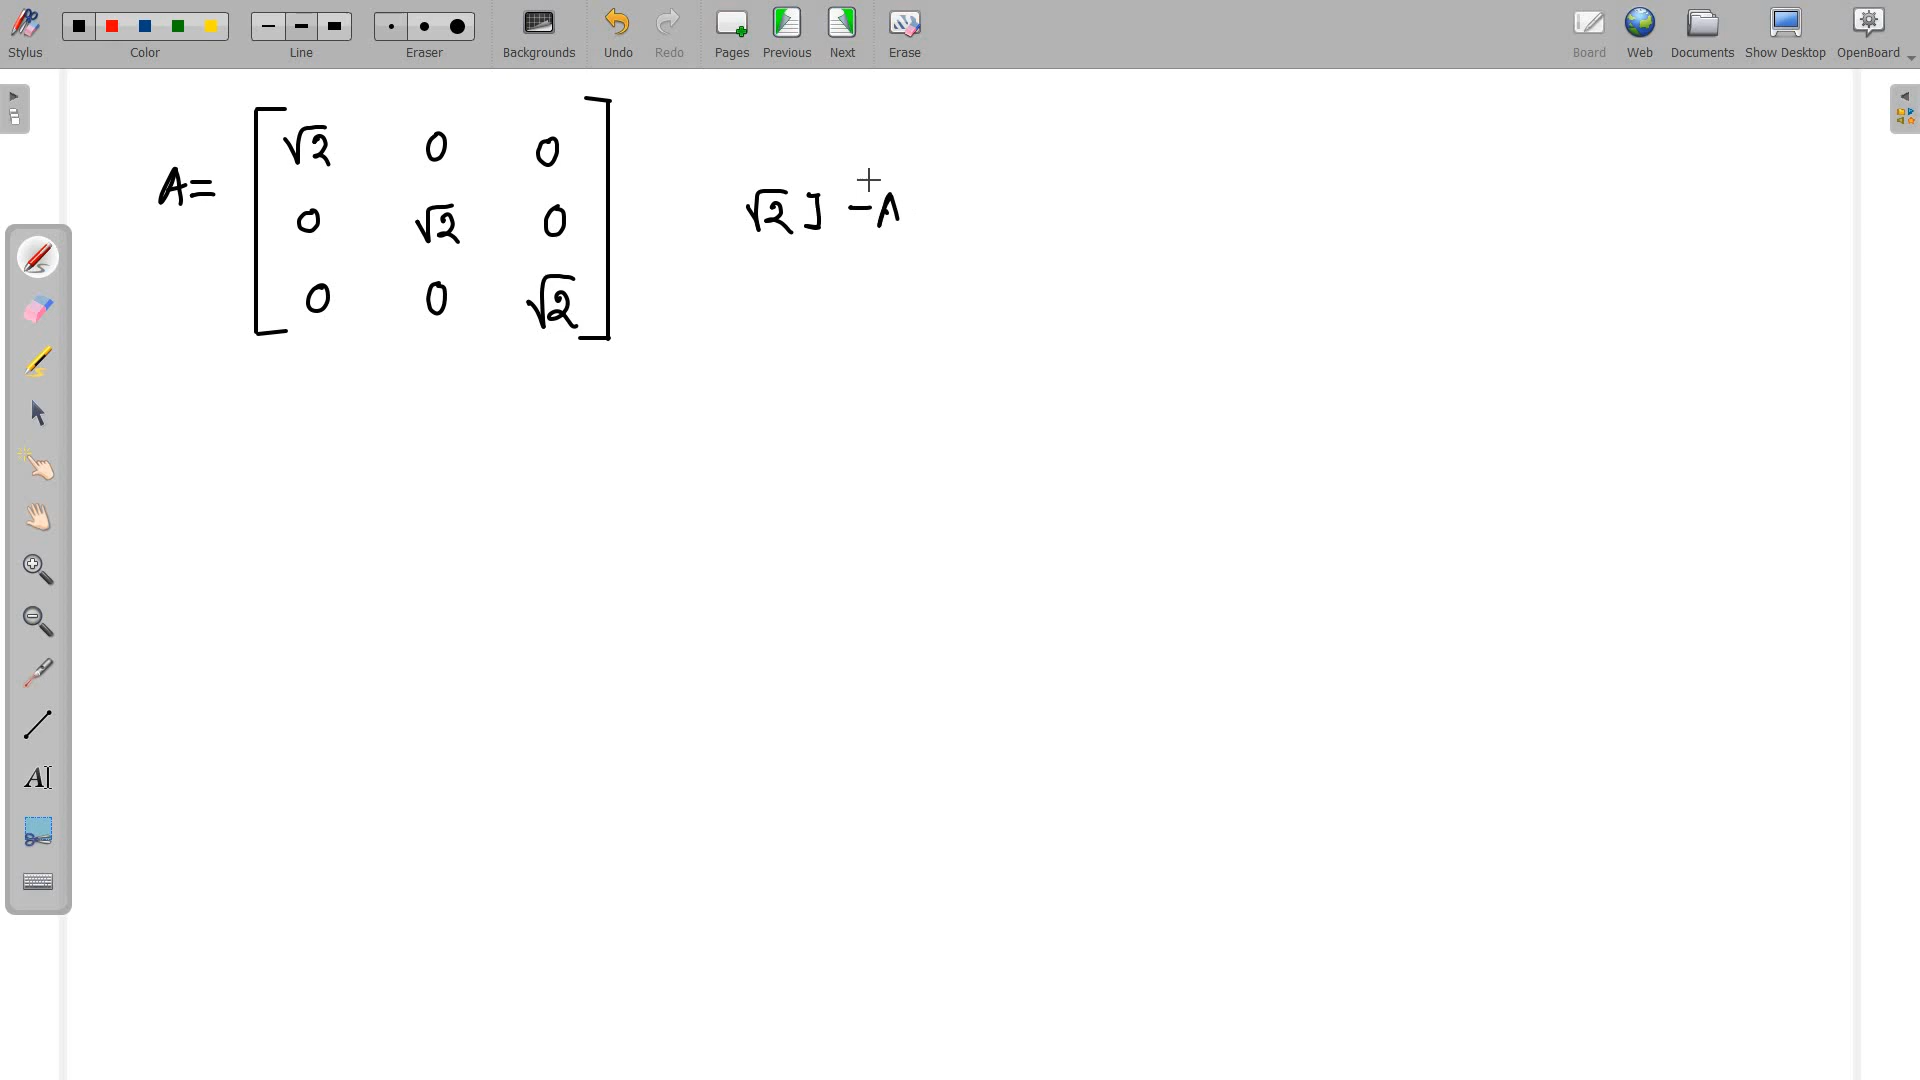 Stylus Color Line Eraser Backgrounds Undo Redo Pages Previous Next Erase Board Web Documents Show Desktop OpenBoard
A= [ √2 0 0
0 √2 0
0 0 √2 ]
√2 I -A
AI